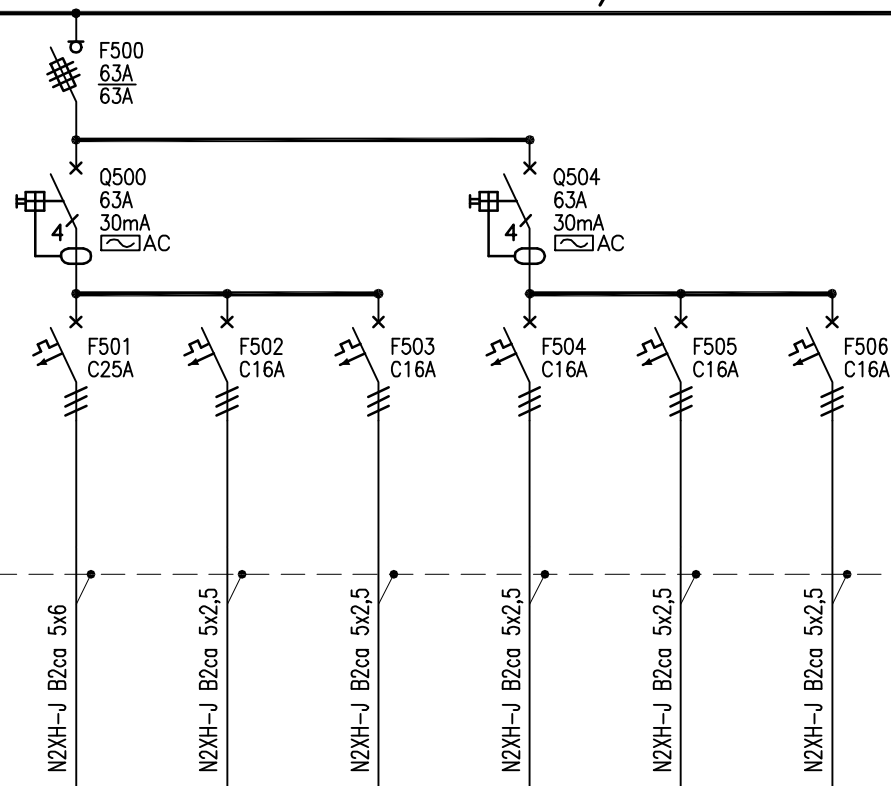 F500
63A
63A
Q500
63A
30mA
AC
4
Q504
63A
30mA
AC
4
F501
C25A
F502
C16A
F503
C16A
F504
C16A
F505
C16A
F506
C16A
N2XH-J B2ca 5x6
N2XH-J B2ca 5x2,5
N2XH-J B2ca 5x2,5
N2XH-J B2ca 5x2,5
N2XH-J B2ca 5x2,5
N2XH-J B2ca 5x2,5